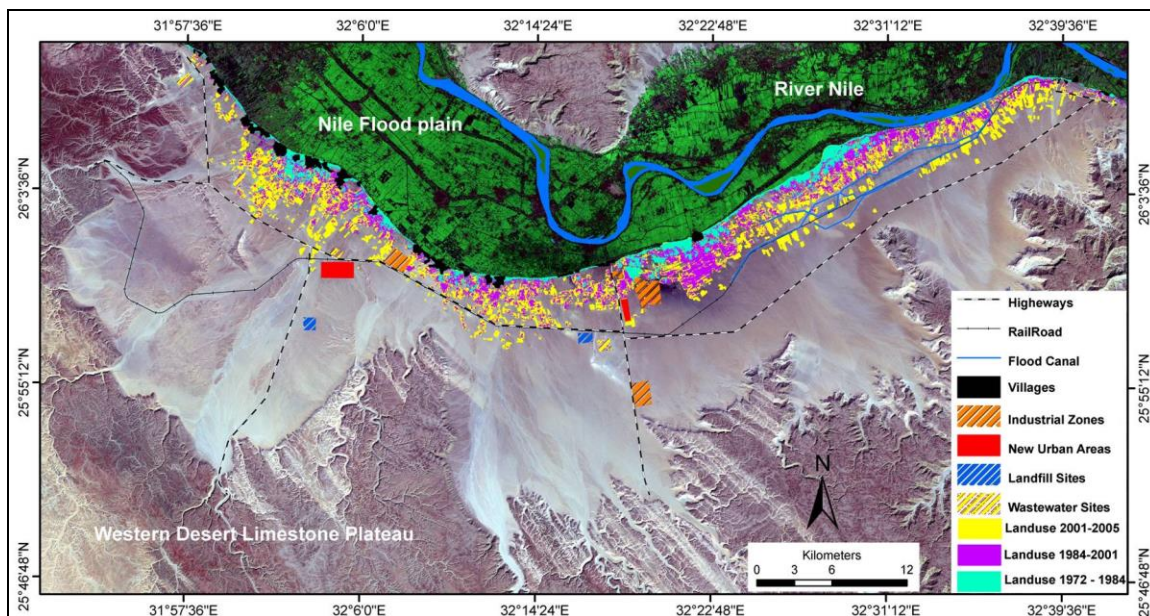 31°57'36"E
32°6'0"E
32°14'24"E
32°22'48"E
32°31'12"E
32°39'36"E
River Nile
Nile Flood plain
26°3'36"N
26°3'36"N
Higheways
RailRoad
Flood Canal
25°55'12"N
25°55'12"N
Villages
Industrial Zones
New Urban Areas
N
Landfill Sites
Wastewater Sites
Western Desert Limestone Plateau
Landuse 2001-2005
Kilometers
Landuse 1984-2001
0 3 6 12
Landuse 1972 - 1984
25°46'48"N
25°46'48"N
31°57'36"E
32°6'0"E
32°14'24"E
32°22'48"E
32°31'12"E
32°39'36"E